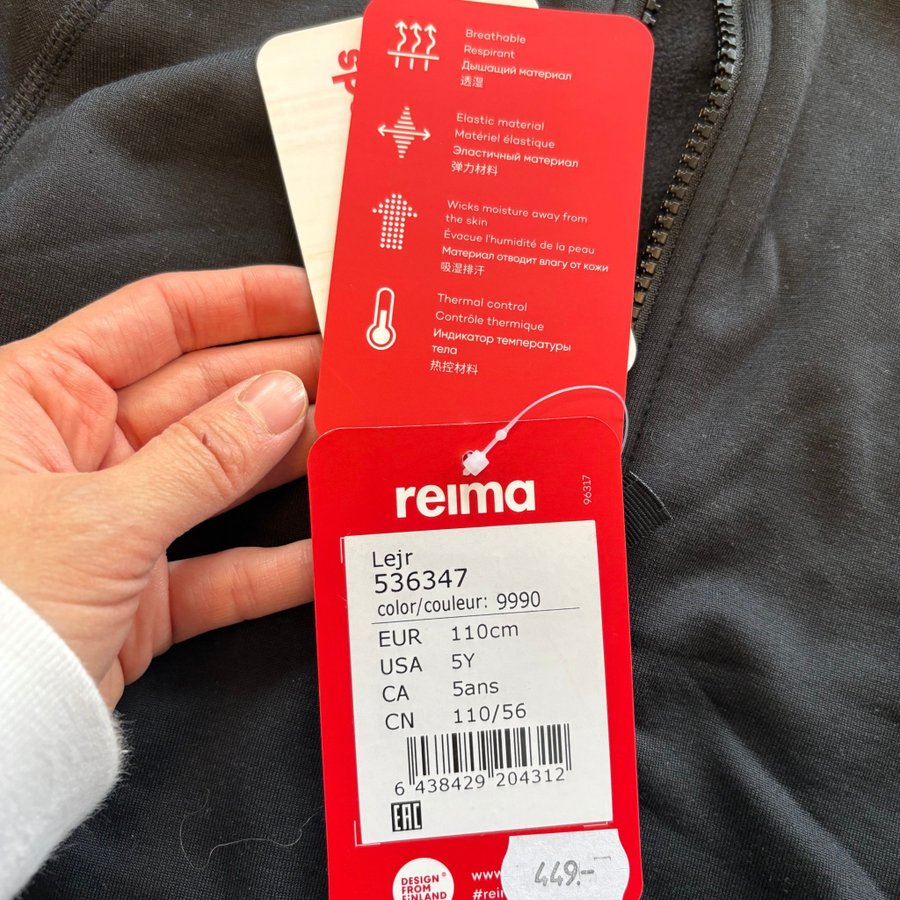 Breathable
Respirant
Дышащий материал
透湿
Elastic material
Matériel élastique
Эластичный материал
弹力材料
Wicks moisture away from
the skin
Évacue l'humidité de la peau
Материал отводит влагу от кожи
吸湿排汗
Thermal control
Contrôle thermique
Индикатор температуры
тела
热控材料
reima
96317
Lejr
536347
color/couleur: 9990
EUR 110cm
USA 5Y
CA 5ans
CN 110/56
6 438429 204312
EAC
DESIGN
FROM
FINLAND
449.-